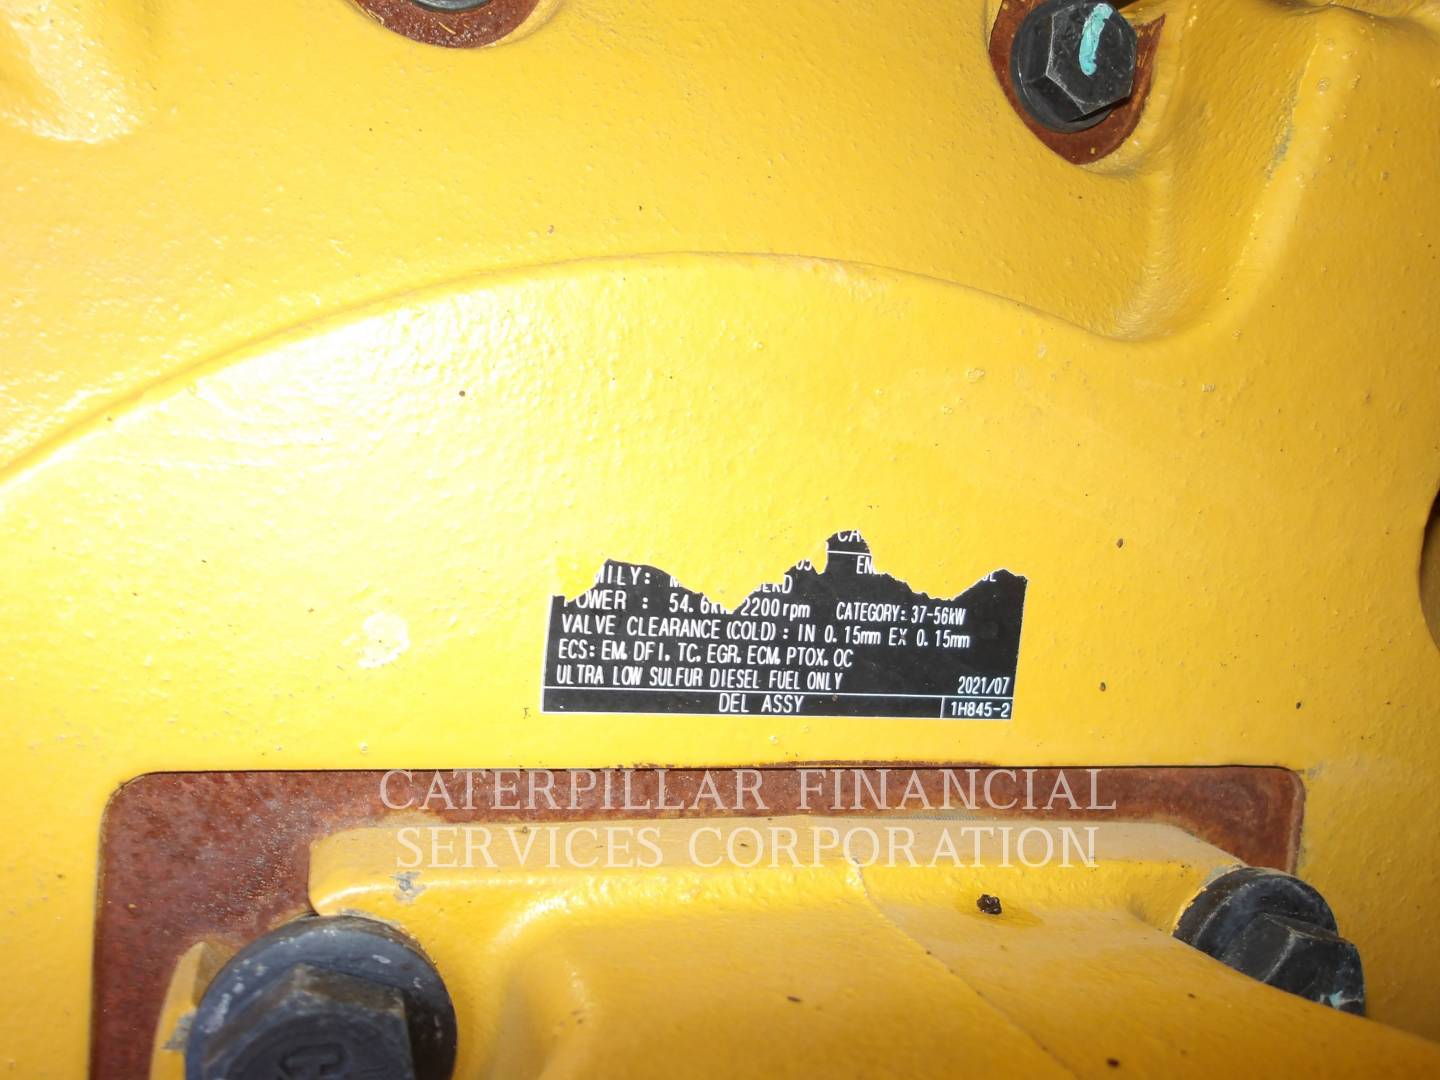 CA
EN
MILY:
POWER : 54.6kW 2200rpm CATEGORY: 37-56kW
VALVE CLEARANCE (COLD) : IN 0.15mm EX 0.15mm
ECS: EM, DFI, TC, EGR, ECM, PTOX, OC
ULTRA LOW SULFUR DIESEL FUEL ONLY 2021/07
DEL ASSY 1H845-2
CATERPILLAR FINANCIAL
SERVICES CORPORATION